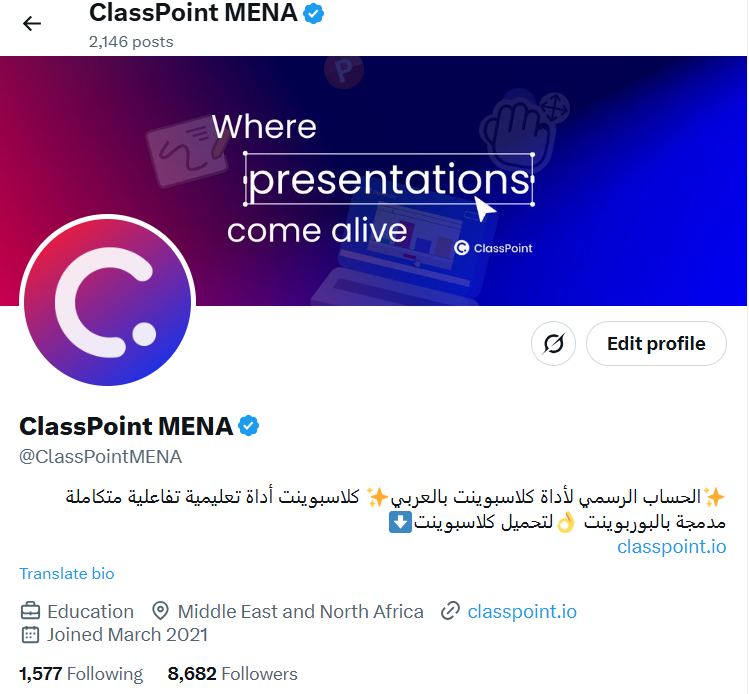 ClassPoint MENA
2,146 posts
P
Where
presentations
come alive
ClassPoint
Edit profile
ClassPoint MENA
@ClassPointMENA
✨الحساب الرسمي لأداة كلاسبوينت بالعربي✨ كلاسبوينت أداة تعليمية تفاعلية متكاملة
مدمجة بالبوربوينت 👌لتحميل كلاسبوينت⬇️
classpoint.io
Translate bio
Education Middle East and North Africa classpoint.io
Joined March 2021
1,577 Following 8,682 Followers